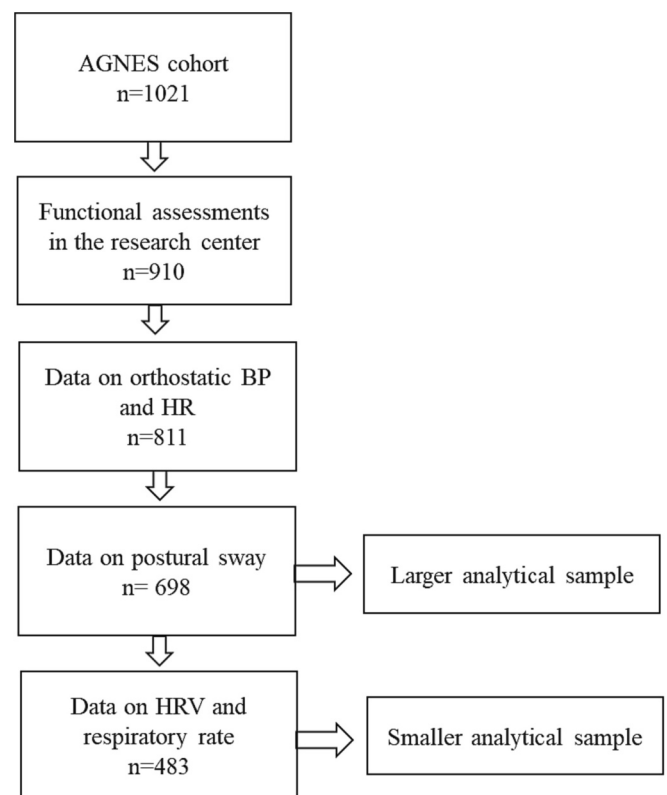 AGNES cohort
n=1021
Functional assessments
in the research center
n=910
Data on orthostatic BP
and HR
n=811
Data on postural sway
n= 698
Larger analytical sample
Data on HRV and
respiratory rate
n=483
Smaller analytical sample